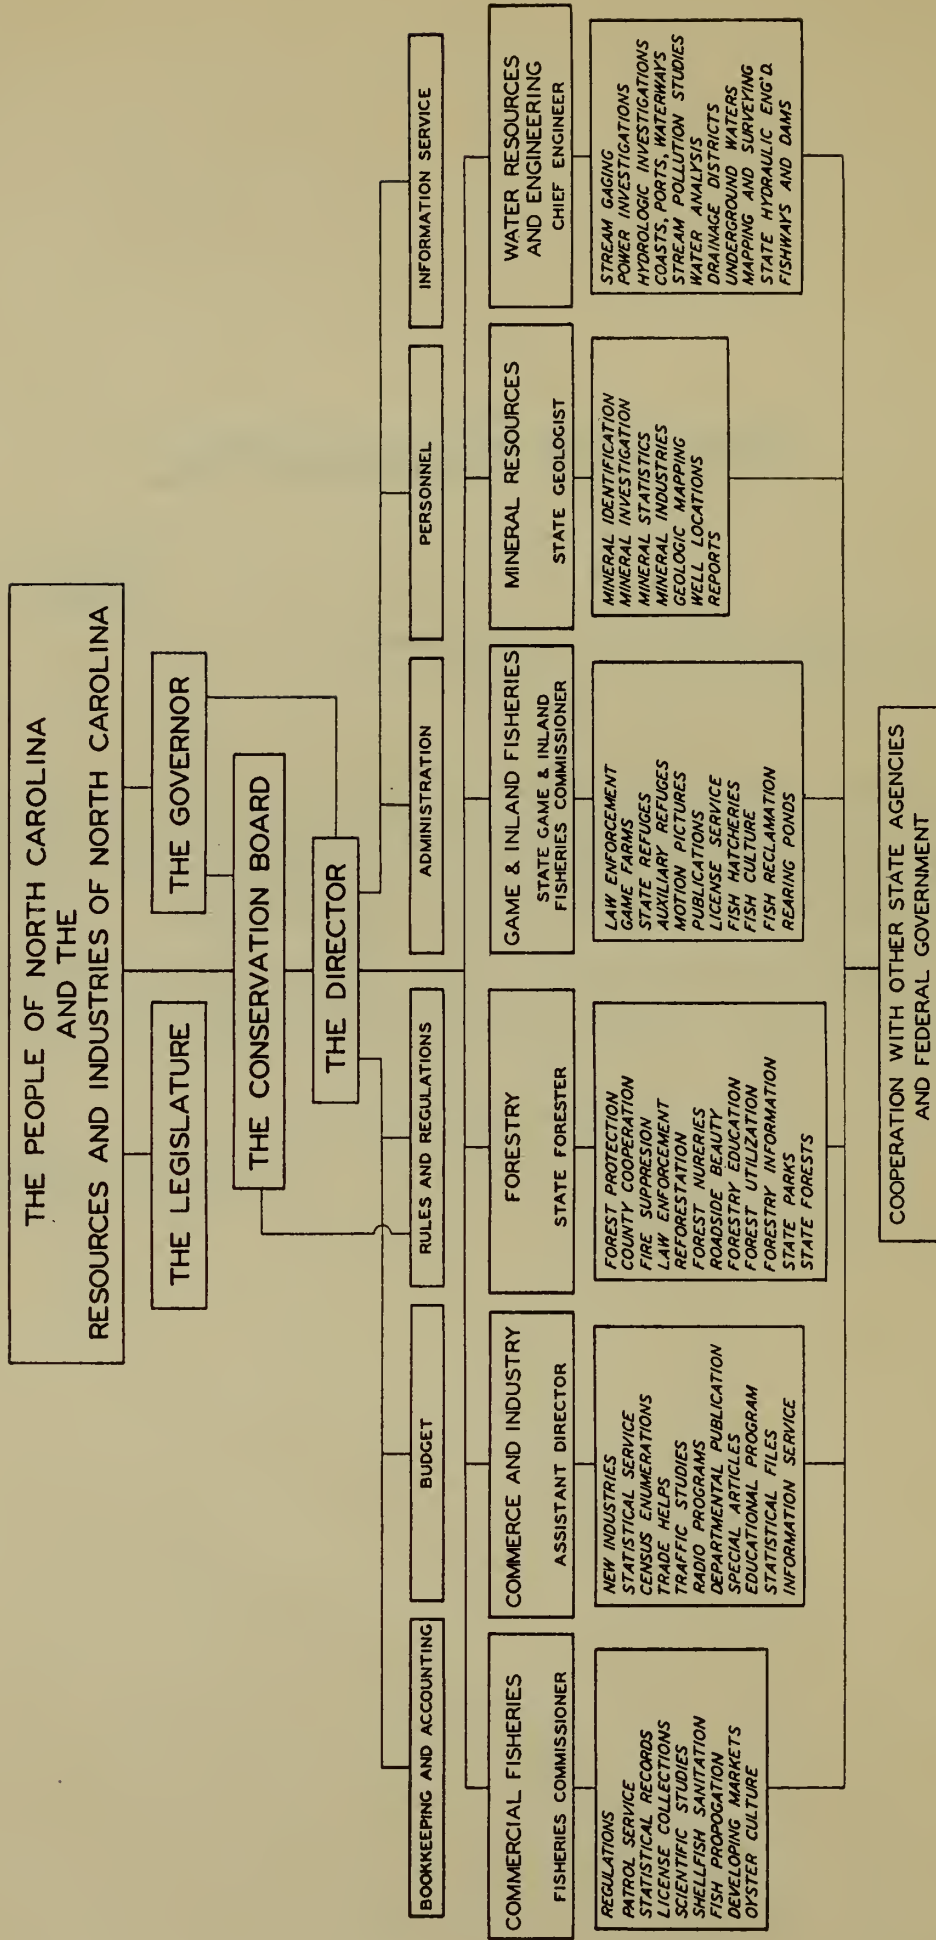 THE PEOPLE OF NORTH CAROLINA
AND THE
RESOURCES AND INDUSTRIES OF NORTH CAROLINA
THE LEGISLATURE
THE GOVERNOR
THE CONSERVATION BOARD
THE DIRECTOR
BOOKKEEPING AND ACCOUNTING
BUDGET
RULES AND REGULATIONS
ADMINISTRATION
PERSONNEL
INFORMATION SERVICE
COMMERCIAL FISHERIES
FISHERIES COMMISSIONER
REGULATIONS
PATROL SERVICE
STATISTICAL RECORDS
LICENSE COLLECTIONS
SCIENTIFIC STUDIES
SHELLFISH SANITATION
FISH PROPOGATION
DEVELOPING MARKETS
OYSTER CULTURE
COMMERCE AND INDUSTRY
ASSISTANT DIRECTOR
NEW INDUSTRIES
STATISTICAL SERVICE
CENSUS ENUMERATIONS
TRADE HELPS
TRAFFIC STUDIES
RADIO PROGRAMS
DEPARTMENTAL PUBLICATION
SPECIAL ARTICLES
EDUCATIONAL PROGRAM
STATISTICAL FILES
INFORMATION SERVICE
FORESTRY
STATE FORESTER
FOREST PROTECTION
COUNTY COOPERATION
FIRE SUPPRESION
LAW ENFORCEMENT
REFORESTATION
FOREST NURERIES
ROADSIDE BEAUTY
FORESTRY EDUCATION
FOREST UTILIZATION
FORESTRY INFORMATION
STATE PARKS
STATE FORESTS
GAME & INLAND FISHERIES
STATE GAME & INLAND
FISHERIES COMMISSIONER
LAW ENFORCEMENT
GAME FARMS
STATE REFUGES
AUXILIARY REFUGES
MOTION PICTURES
PUBLICATIONS
LICENSE SERVICE
FISH HATCHERIES
FISH CULTURE
FISH RECLAMATION
REARING PONDS
MINERAL RESOURCES
STATE GEOLOGIST
MINERAL IDENTIFICATION
MINERAL INVESTIGATION
MINERAL STATISTICS
MINERAL INDUSTRIES
GEOLOGIC MAPPING
WELL LOCATIONS
REPORTS
WATER RESOURCES
AND ENGINEERING
CHIEF ENGINEER
STREAM GAGING
POWER INVESTIGATIONS
HYDROLOGIC INVESTIGATIONS
COASTS, PORTS, WATERWAYS
STREAM POLLUTION STUDIES
WATER ANALYSIS
DRAINAGE DISTRICTS
UNDERGROUND WATERS
MAPPING AND SURVEYING
STATE HYDRAULIC ENG'D.
FISHWAYS AND DAMS
COOPERATION WITH OTHER STATE AGENCIES
AND FEDERAL GOVERNMENT